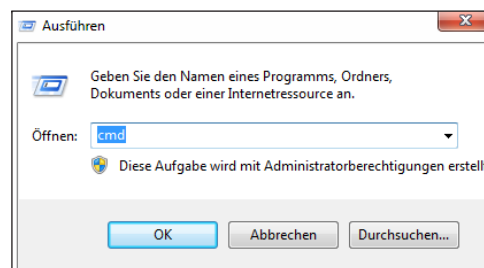 Ausführen
Geben Sie den Namen eines Programms, Ordners,
Dokuments oder einer Internetressource an.
Öffnen: cmd
Diese Aufgabe wird mit Administratorberechtigungen erstell
OK Abbrechen Durchsuchen...